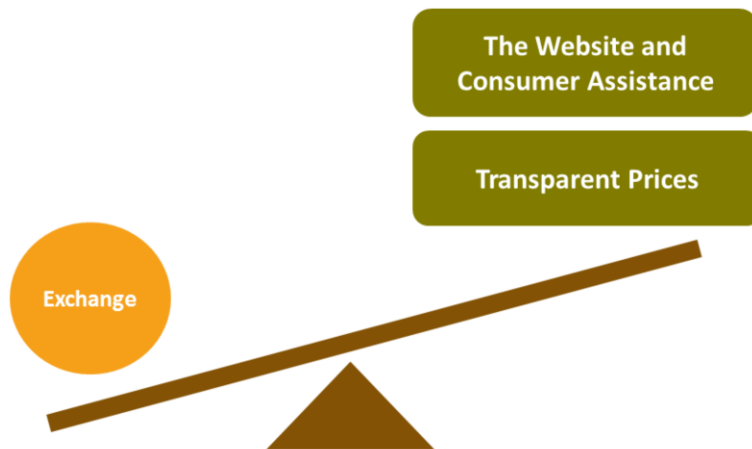 The Website and
Consumer Assistance
Transparent Prices
Exchange